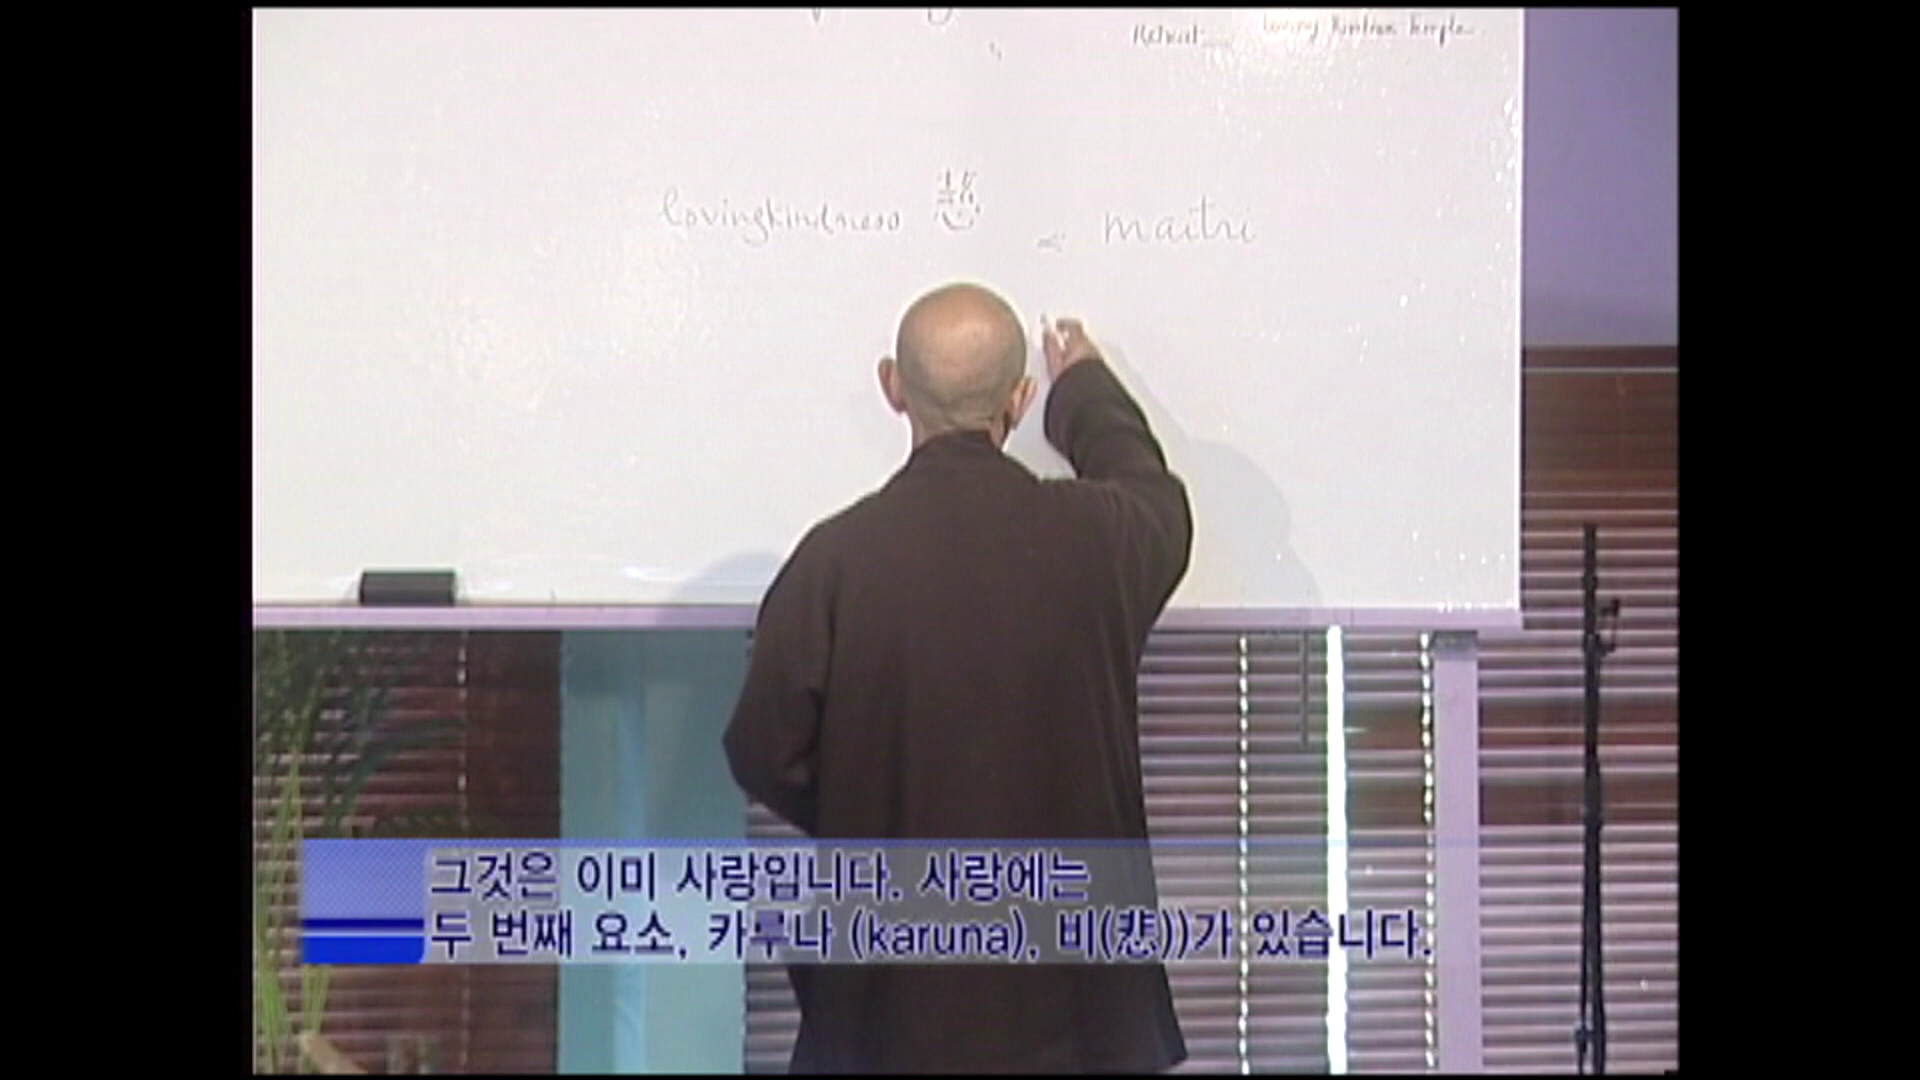 Retreat
lovingkindness 慈 < maitri
그것은 이미 사랑입니다. 사랑에는
두 번째 요소, 카루나 (karuna), 비(悲))가 있습니다.